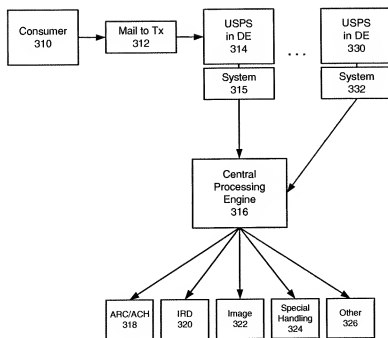 Consumer
310
Mail to Tx
312
USPS
in DE
314
...
USPS
in DE
330
System
315
System
332
Central
Processing
Engine
316
ARC/ACH
318
IRD
320
Image
322
Special
Handling
324
Other
326